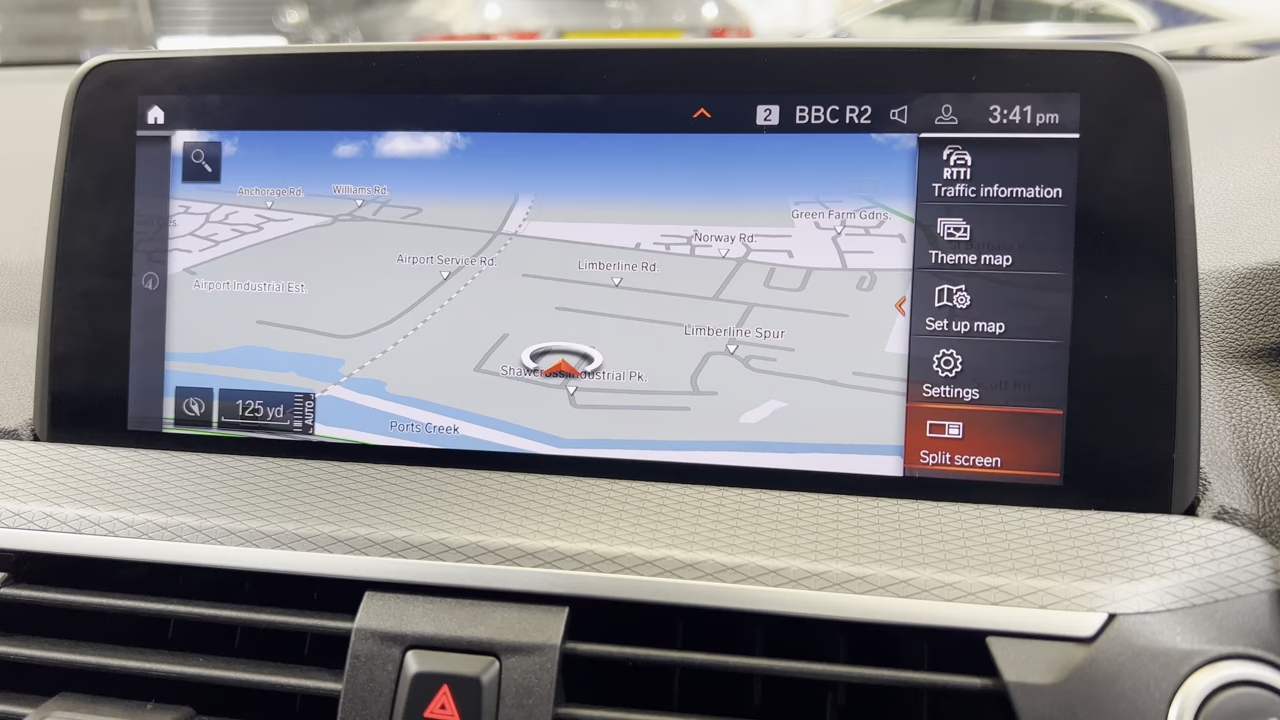 2 BBC R2 3:41 pm
RTTI
Traffic information
Anchorage Rd.
Williams Rd.
Green Farm Gdns.
Norway Rd.
Theme map
Airport Service Rd.
Limberline Rd.
Airport Industrial Est.
Set up map
Limberline Spur
Shawcross Industrial Pk.
Settings
125 yd
AUTO
Ports Creek
Split screen